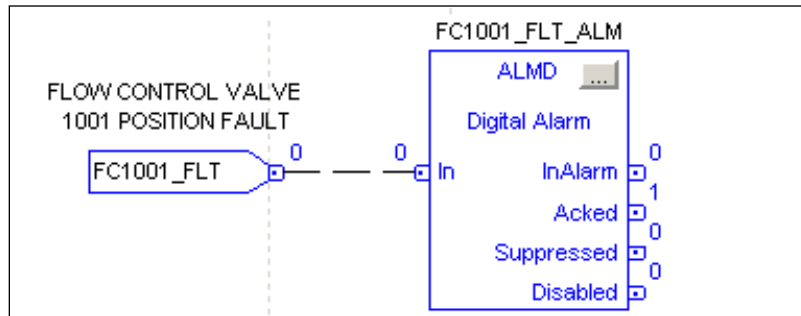 FC1001_FLT_ALM
ALMD ...
FLOW CONTROL VALVE
1001 POSITION FAULT
Digital Alarm
FC1001_FLT 0 0 In InAlarm 0
Acked 1
Suppressed 0
Disabled 0